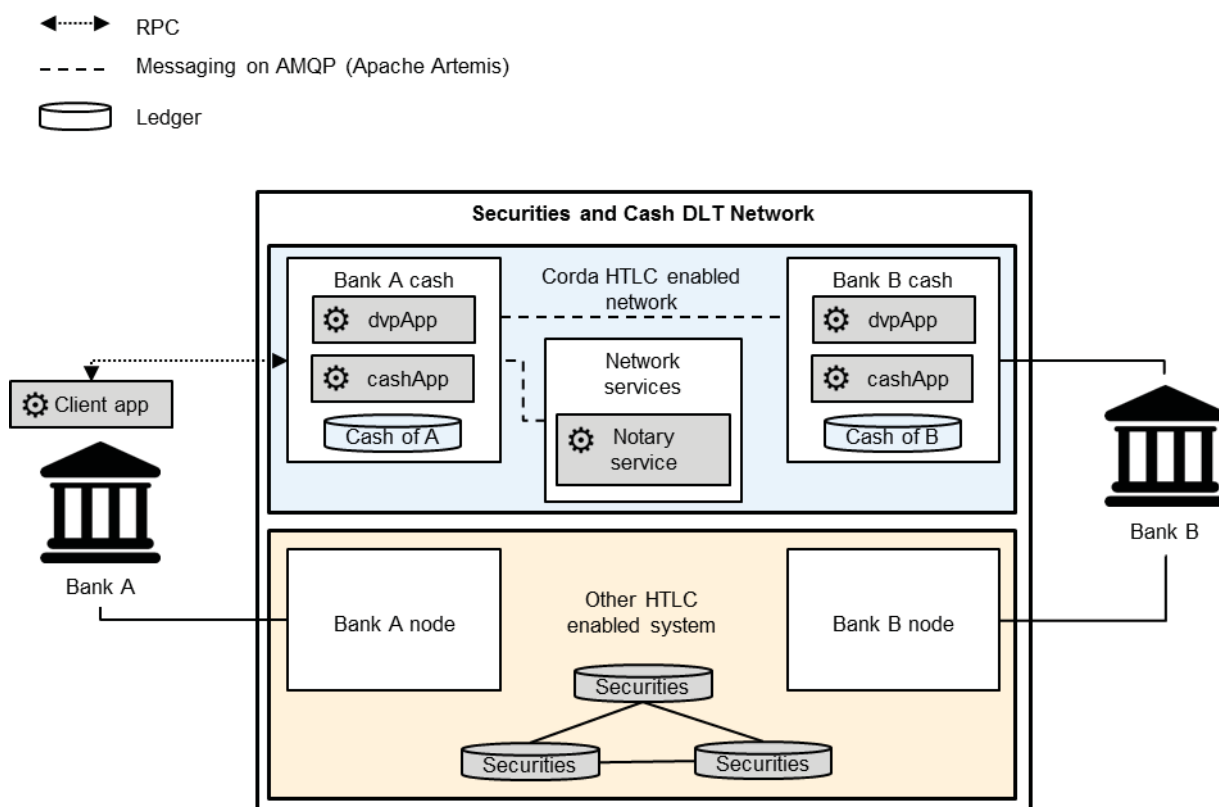 RPC
Messaging on AMQP (Apache Artemis)
Ledger
Securities and Cash DLT Network
Bank A cash
dvpApp
cashApp
Cash of A
Corda HTLC enabled
network
Network
services
Notary
service
Bank B cash
dvpApp
cashApp
Cash of B
Client app
Bank A
Bank B
Bank A node
Other HTLC
enabled system
Bank B node
Securities
Securities
Securities